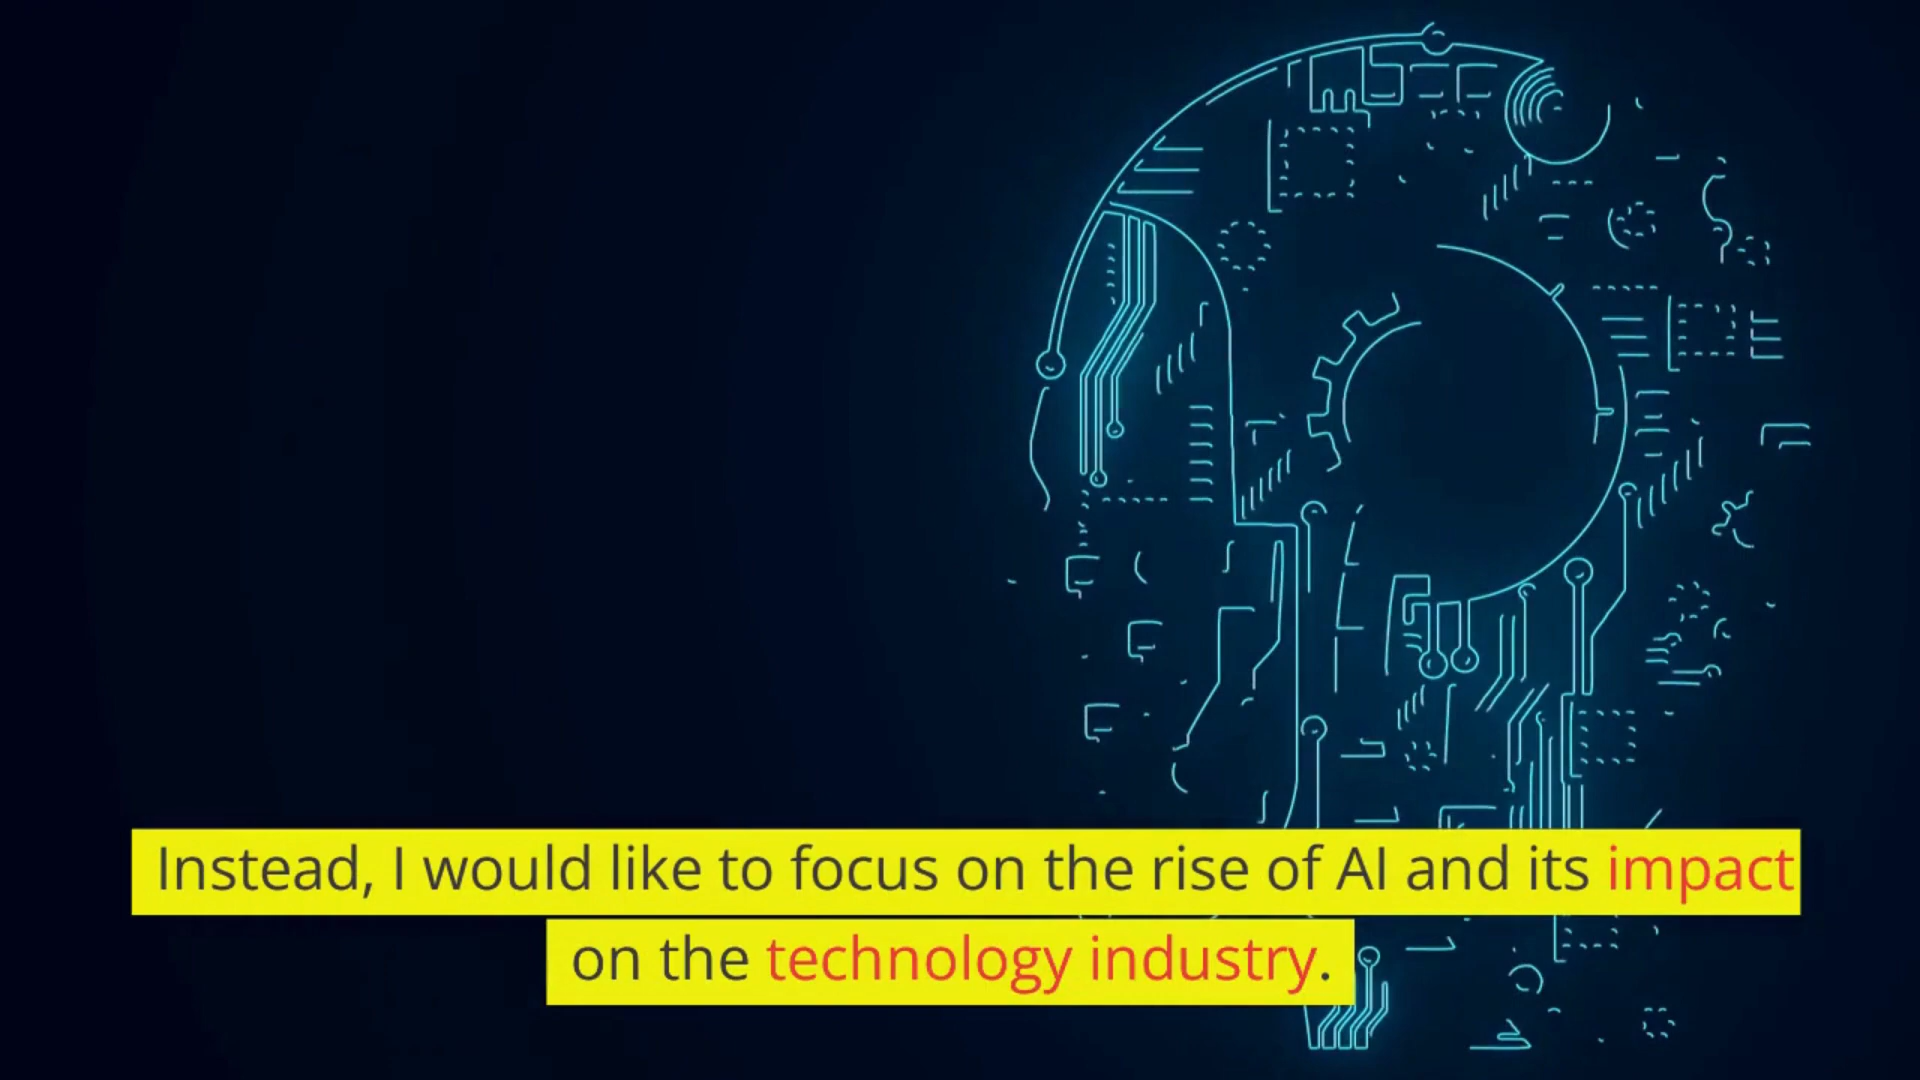 Instead, I would like to focus on the rise of AI and its impact
on the technology industry.